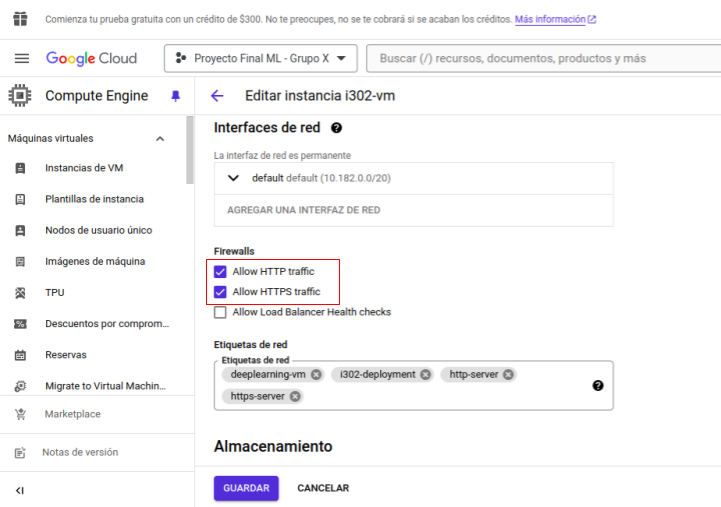 Comienza tu prueba gratuita con un crédito de $300. No te preocupes, no se te cobrará si se acaban los créditos. Más información
Google Cloud
Proyecto Final ML - Grupo X
Buscar (/) recursos, documentos, productos y más
Compute Engine
Editar instancia i302-vm
Máquinas virtuales
Instancias de VM
Plantillas de instancia
Nodos de usuario único
Imágenes de máquina
TPU
Descuentos por comprom...
Reservas
Migrate to Virtual Machin...
Marketplace
Notas de versión
Interfaces de red
La interfaz de red es permanente
default default (10.182.0.0/20)
AGREGAR UNA INTERFAZ DE RED
Firewalls
Allow HTTP traffic
Allow HTTPS traffic
Allow Load Balancer Health checks
Etiquetas de red
Etiquetas de red
deeplearning-vm i302-deployment http-server
https-server
Almacenamiento
GUARDAR CANCELAR